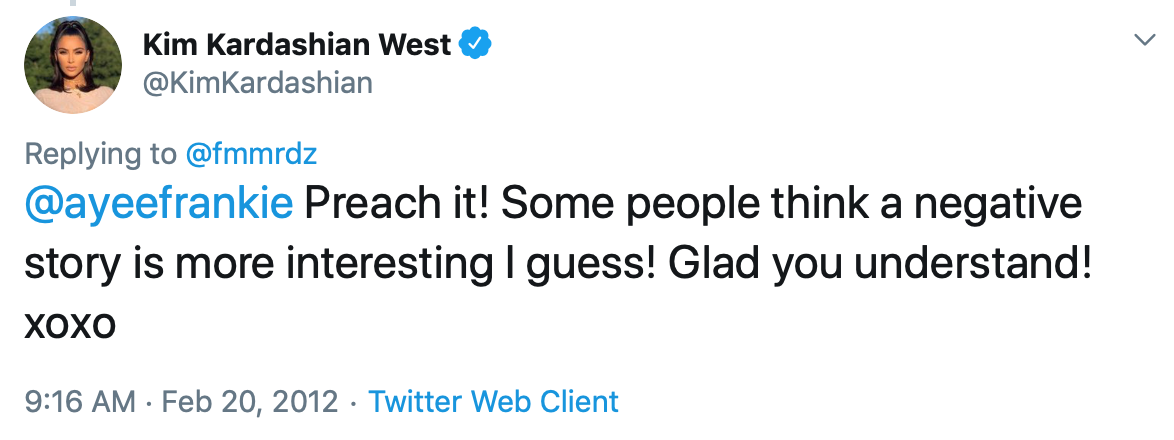 Kim Kardashian West
@KimKardashian
Replying to @fmmrdz
@ayeefrankie Preach it! Some people think a negative
story is more interesting I guess! Glad you understand!
xoxo
9:16 AM · Feb 20, 2012 · Twitter Web Client